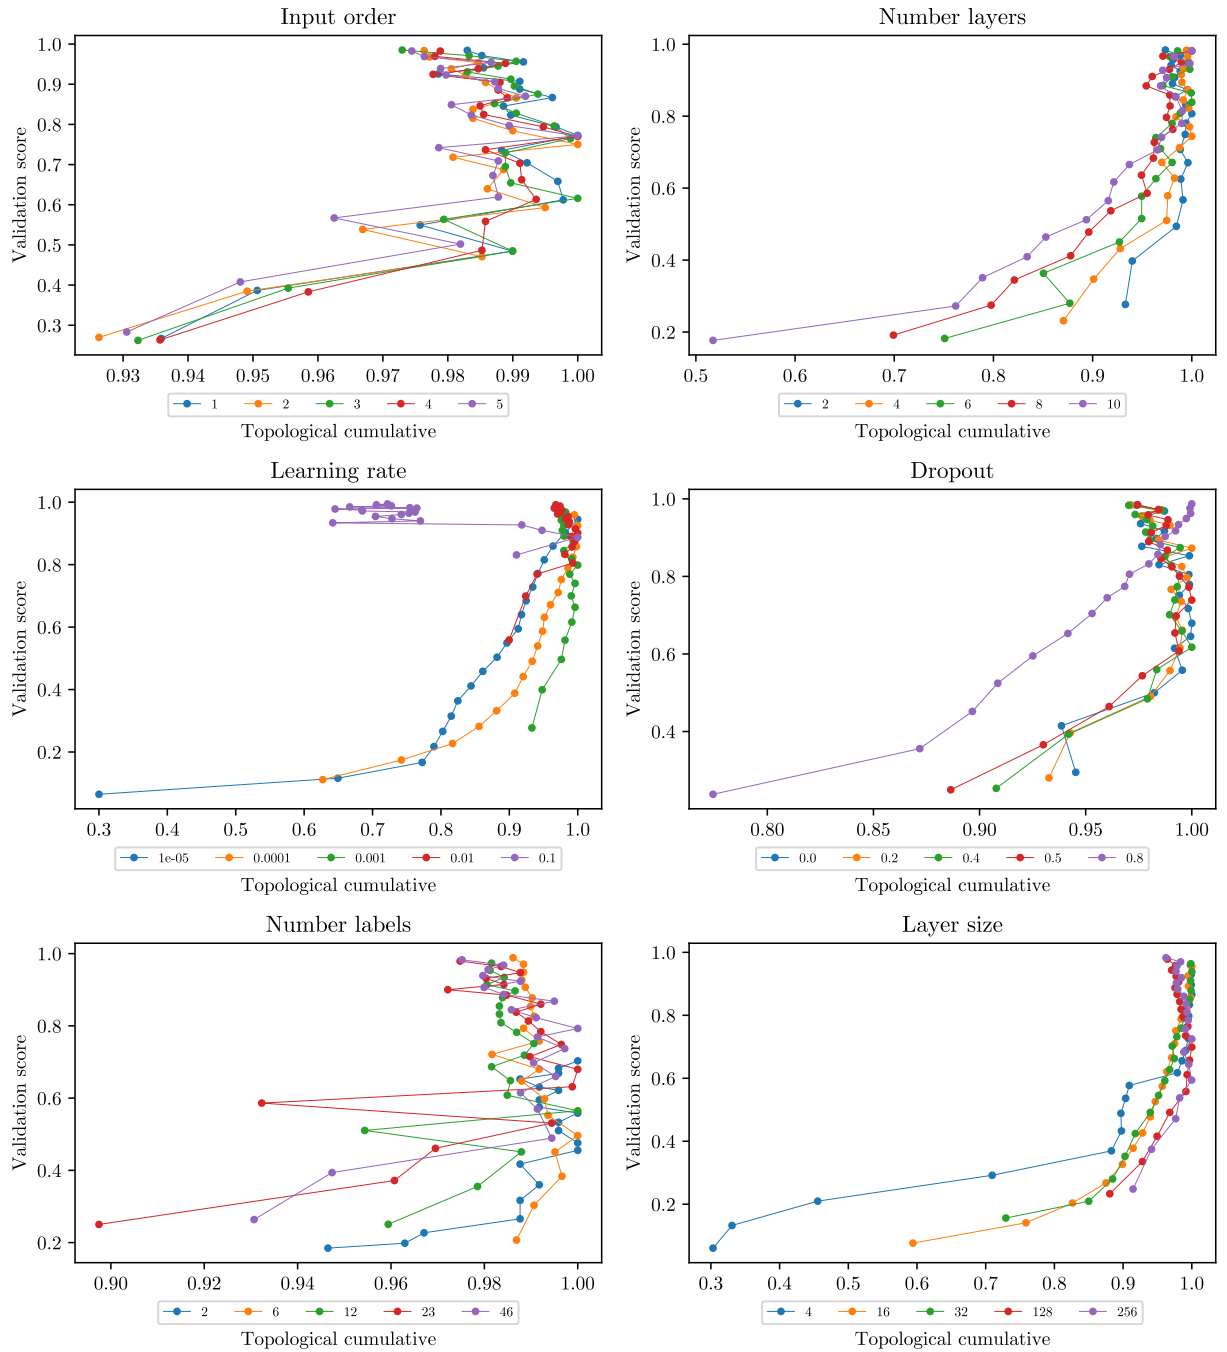 Input order
Validation score
1.0
0.9
0.8
0.7
0.6
0.5
0.4
0.3
0.93 0.94 0.95 0.96 0.97 0.98 0.99 1.00
1 2 3 4 5
Topological cumulative
Number layers
Validation score
1.0
0.8
0.6
0.4
0.2
0.5 0.6 0.7 0.8 0.9 1.0
2 4 6 8 10
Topological cumulative
Learning rate
Validation score
1.0
0.8
0.6
0.4
0.2
0.3 0.4 0.5 0.6 0.7 0.8 0.9 1.0
1e-05 0.0001 0.001 0.01 0.1
Topological cumulative
Dropout
Validation score
1.0
0.8
0.6
0.4
0.80 0.85 0.90 0.95 1.00
0.0 0.2 0.4 0.5 0.8
Topological cumulative
Number labels
Validation score
1.0
0.8
0.6
0.4
0.2
0.90 0.92 0.94 0.96 0.98 1.00
2 6 12 23 46
Topological cumulative
Layer size
Validation score
1.0
0.8
0.6
0.4
0.2
0.3 0.4 0.5 0.6 0.7 0.8 0.9 1.0
4 16 32 128 256
Topological cumulative